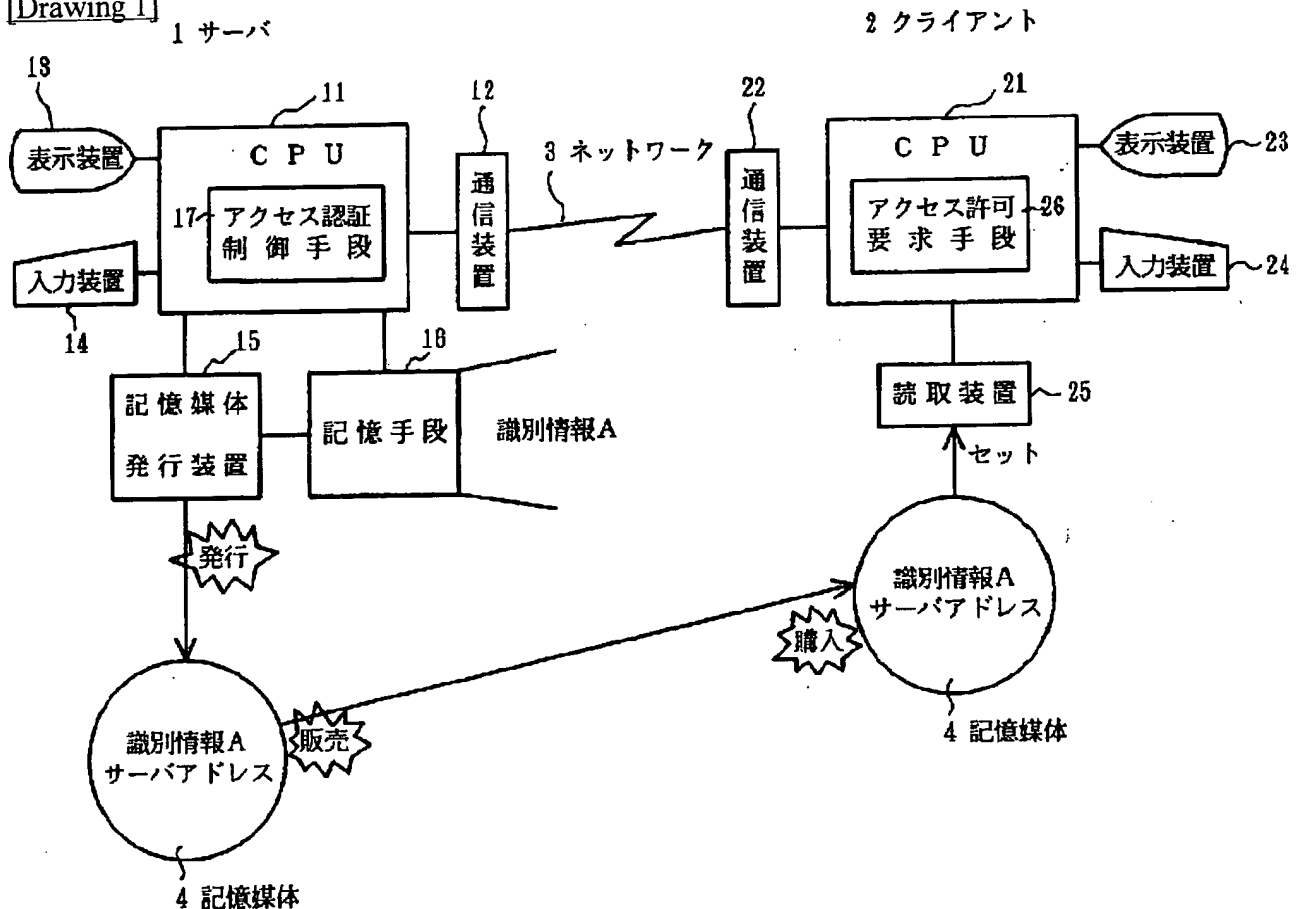 [Drawing 1]
1 サーバ
2 クライアント
13
11
12
22
21
表示装置
CPU
17
アクセス認証
制御手段
通信装置
3 ネットワーク
通信装置
CPU
アクセス許可
要求手段
26
表示装置
23
入力装置
14
入力装置
24
15
16
記憶媒体
発行装置
記憶手段
識別情報A
読取装置
25
セット
発行
識別情報A
サーバアドレス
購入
4 記憶媒体
販売
識別情報A
サーバアドレス
4 記憶媒体